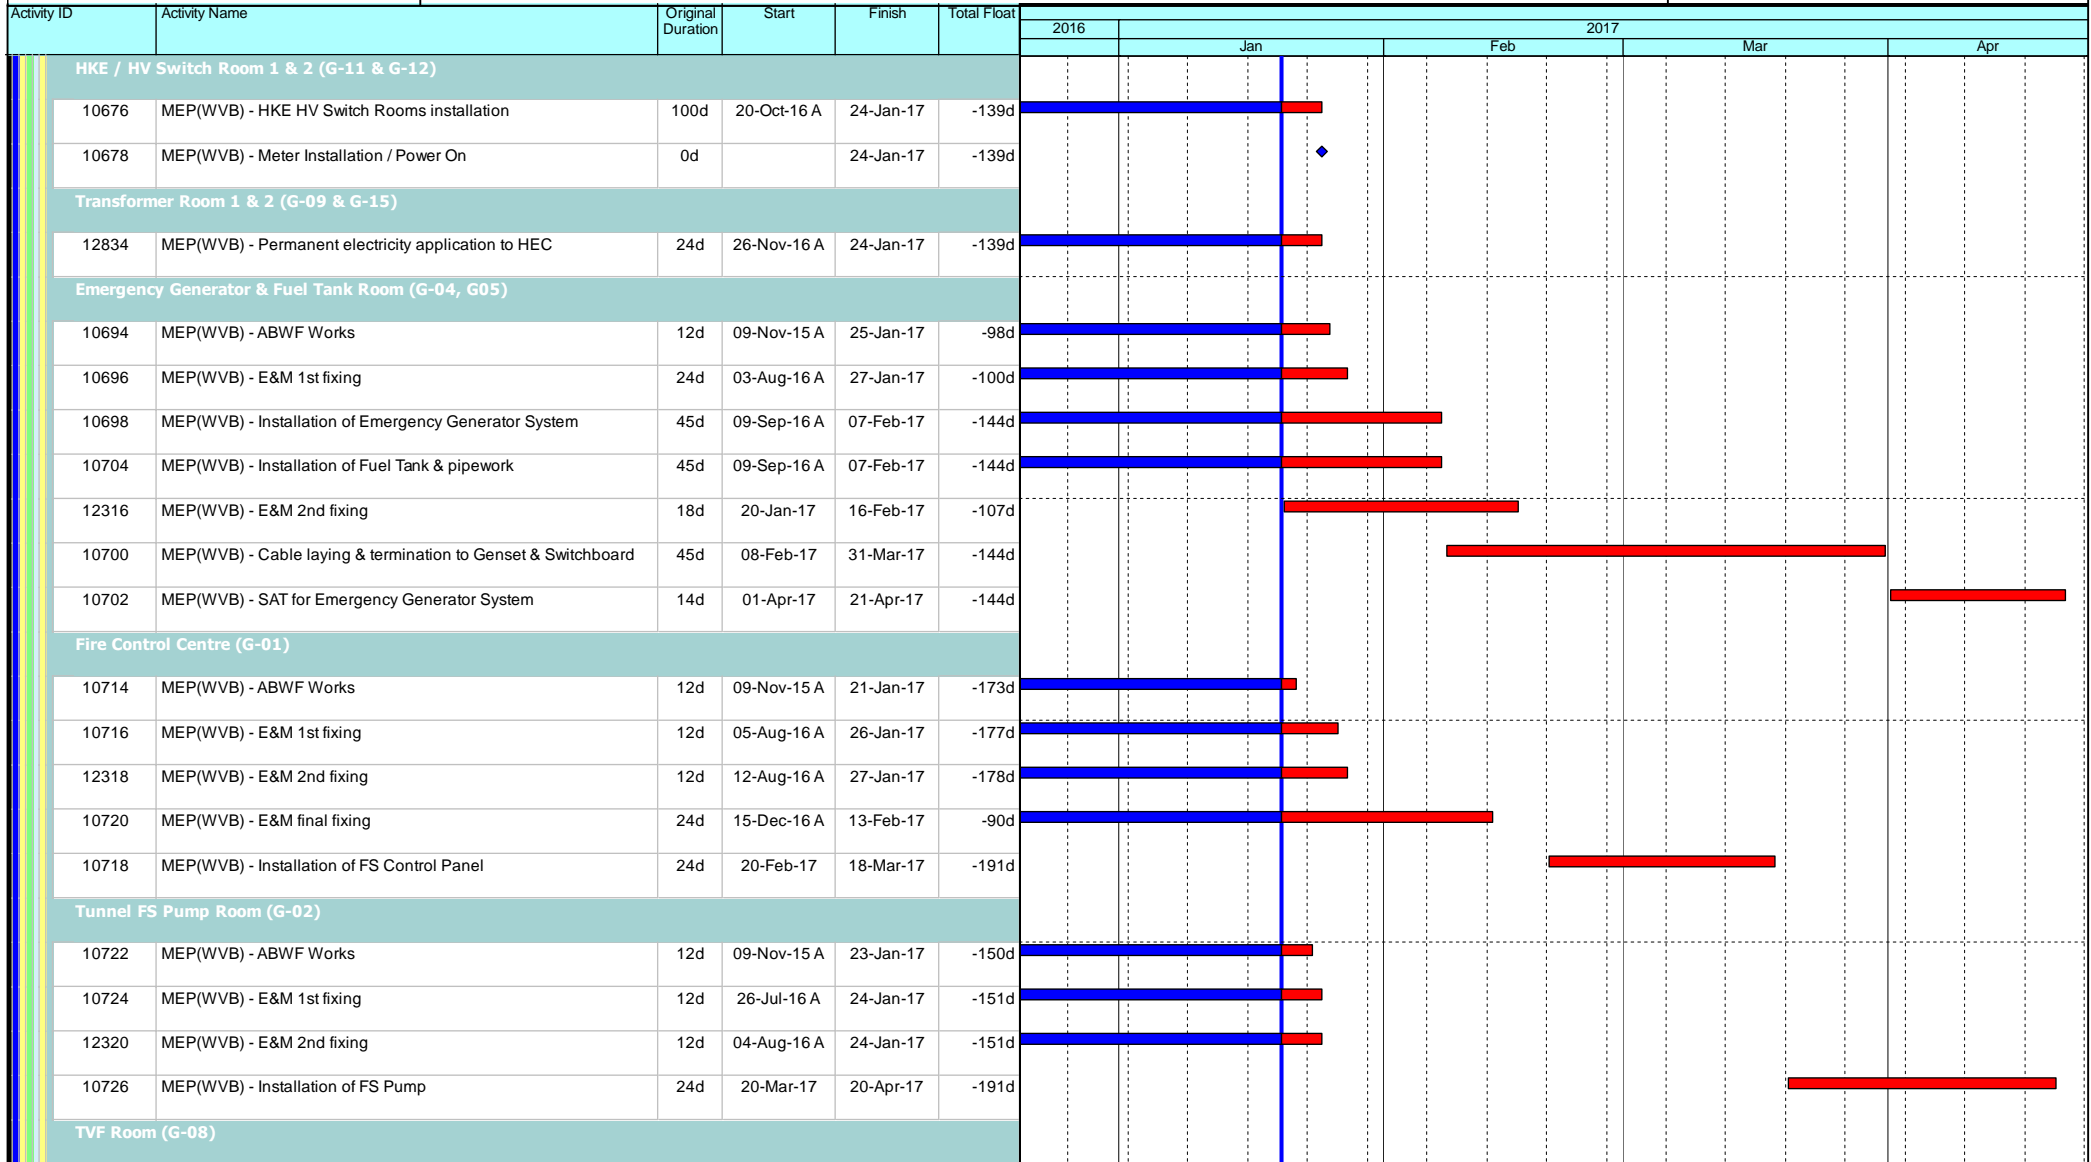 Activity ID Activity Name Original Duration Start Finish Total Float
2016 2017
Jan Feb Mar Apr
HKE / HV Switch Room 1 & 2 (G-11 & G-12)
10676 MEP(WVB) - HKE HV Switch Rooms installation 100d 20-Oct-16 A 24-Jan-17 -139d
10678 MEP(WVB) - Meter Installation / Power On 0d 24-Jan-17 -139d
Transformer Room 1 & 2 (G-09 & G-15)
12834 MEP(WVB) - Permanent electricity application to HEC 24d 26-Nov-16 A 24-Jan-17 -139d
Emergency Generator & Fuel Tank Room (G-04, G05)
10694 MEP(WVB) - ABWF Works 12d 09-Nov-15 A 25-Jan-17 -98d
10696 MEP(WVB) - E&M 1st fixing 24d 03-Aug-16 A 27-Jan-17 -100d
10698 MEP(WVB) - Installation of Emergency Generator System 45d 09-Sep-16 A 07-Feb-17 -144d
10704 MEP(WVB) - Installation of Fuel Tank & pipework 45d 09-Sep-16 A 07-Feb-17 -144d
12316 MEP(WVB) - E&M 2nd fixing 18d 20-Jan-17 16-Feb-17 -107d
10700 MEP(WVB) - Cable laying & termination to Genset & Switchboard 45d 08-Feb-17 31-Mar-17 -144d
10702 MEP(WVB) - SAT for Emergency Generator System 14d 01-Apr-17 21-Apr-17 -144d
Fire Control Centre (G-01)
10714 MEP(WVB) - ABWF Works 12d 09-Nov-15 A 21-Jan-17 -173d
10716 MEP(WVB) - E&M 1st fixing 12d 05-Aug-16 A 26-Jan-17 -177d
12318 MEP(WVB) - E&M 2nd fixing 12d 12-Aug-16 A 27-Jan-17 -178d
10720 MEP(WVB) - E&M final fixing 24d 15-Dec-16 A 13-Feb-17 -90d
10718 MEP(WVB) - Installation of FS Control Panel 24d 20-Feb-17 18-Mar-17 -191d
Tunnel FS Pump Room (G-02)
10722 MEP(WVB) - ABWF Works 12d 09-Nov-15 A 23-Jan-17 -150d
10724 MEP(WVB) - E&M 1st fixing 12d 26-Jul-16 A 24-Jan-17 -151d
12320 MEP(WVB) - E&M 2nd fixing 12d 04-Aug-16 A 24-Jan-17 -151d
10726 MEP(WVB) - Installation of FS Pump 24d 20-Mar-17 20-Apr-17 -191d
TVF Room (G-08)